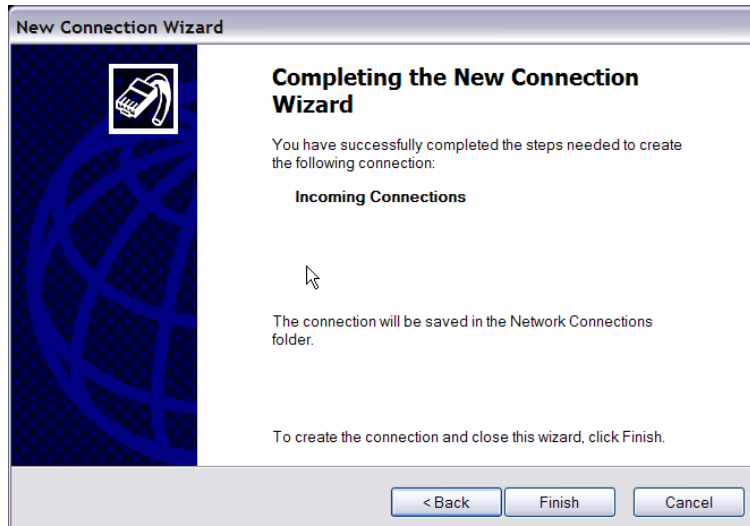 New Connection Wizard
Completing the New Connection
Wizard
You have successfully completed the steps needed to create
the following connection:
Incoming Connections
The connection will be saved in the Network Connections
folder.
To create the connection and close this wizard, click Finish.
< Back Finish Cancel